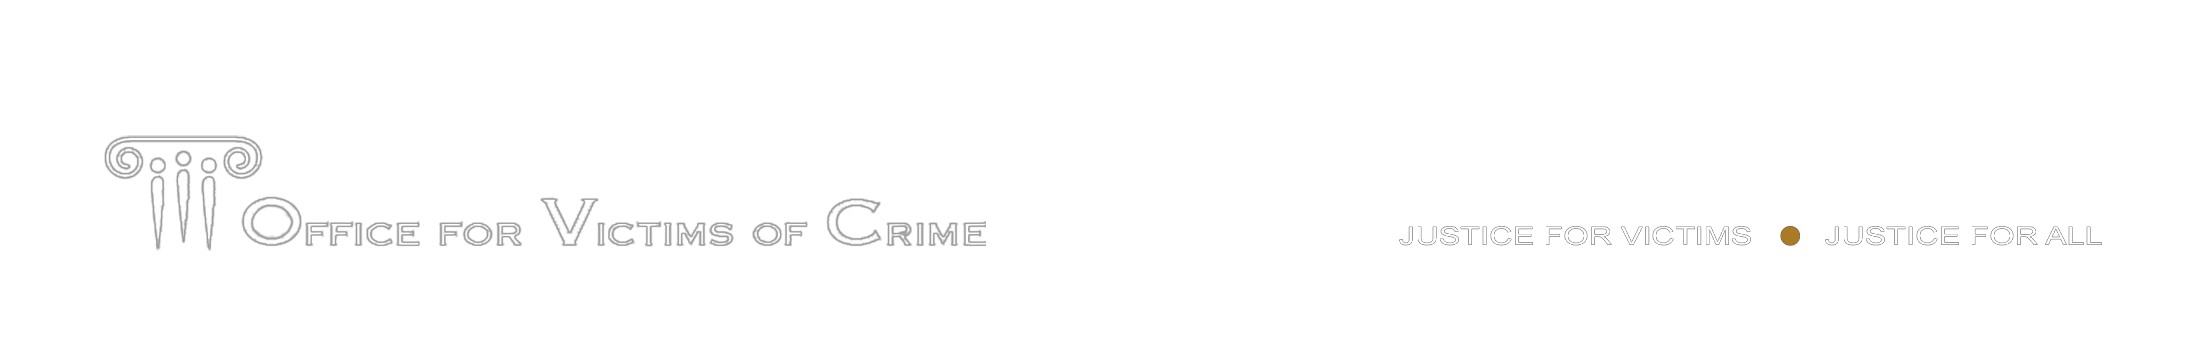 OFFICE FOR VICTIMS OF CRIME
JUSTICE FOR VICTIMS ● JUSTICE FOR ALL